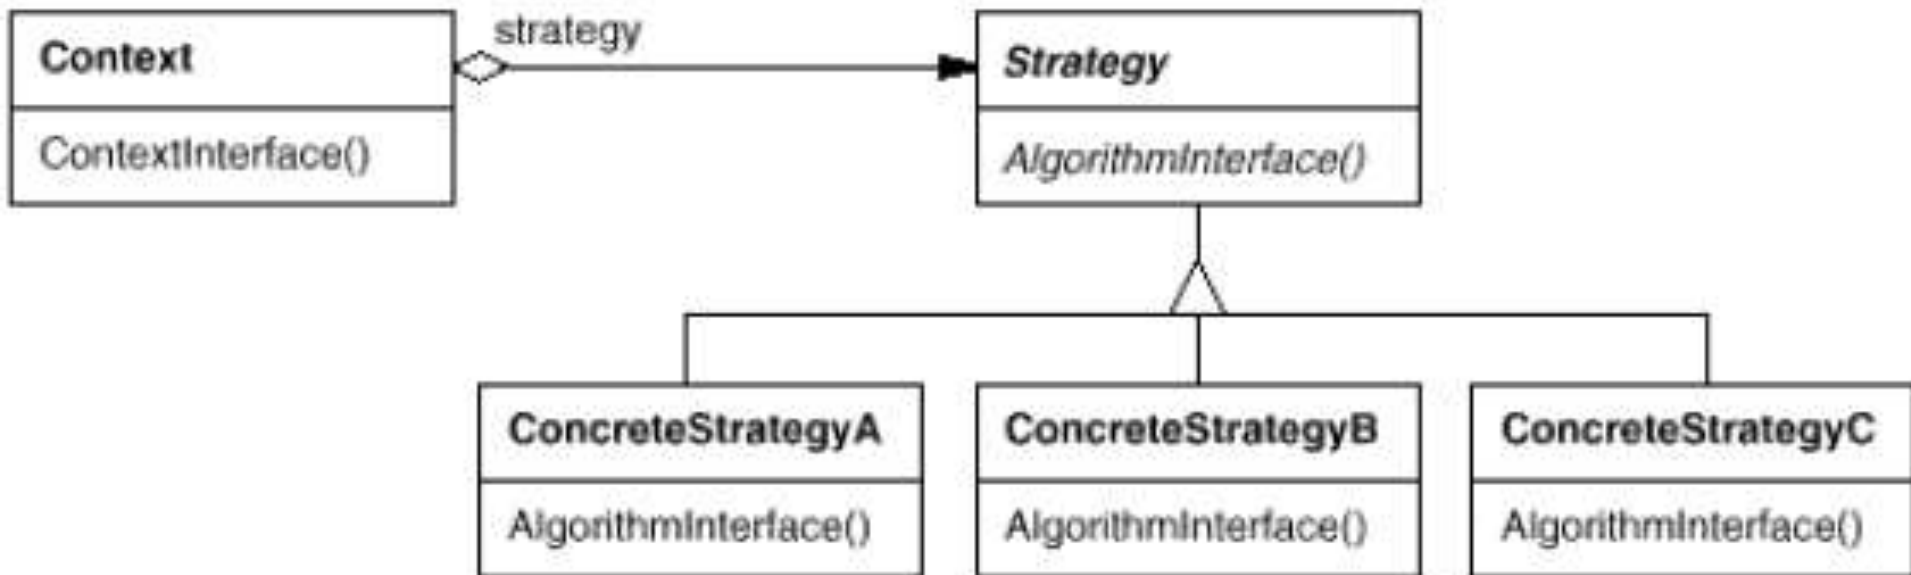 strategy
Context
Strategy
ContextInterface()
AlgorithmInterface()
ConcreteStrategyA
ConcreteStrategyB
ConcreteStrategyC
AlgorithmInterface()
AlgorithmInterface()
AlgorithmInterface()